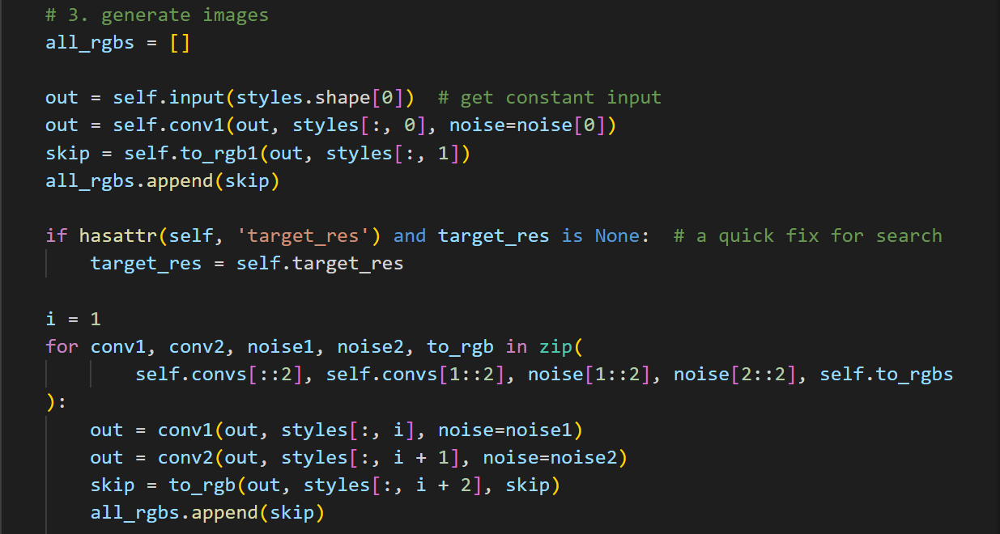 # 3. generate images
all_rgbs = []
out = self.input(styles.shape[0])  # get constant input
out = self.conv1(out, styles[:, 0], noise=noise[0])
skip = self.to_rgb1(out, styles[:, 1])
all_rgbs.append(skip)
if hasattr(self, 'target_res') and target_res is None:  # a quick fix for search
    target_res = self.target_res
i = 1
for conv1, conv2, noise1, noise2, to_rgb in zip(
        self.convs[::2], self.convs[1::2], noise[1::2], noise[2::2], self.to_rgbs
):
    out = conv1(out, styles[:, i], noise=noise1)
    out = conv2(out, styles[:, i + 1], noise=noise2)
    skip = to_rgb(out, styles[:, i + 2], skip)
    all_rgbs.append(skip)